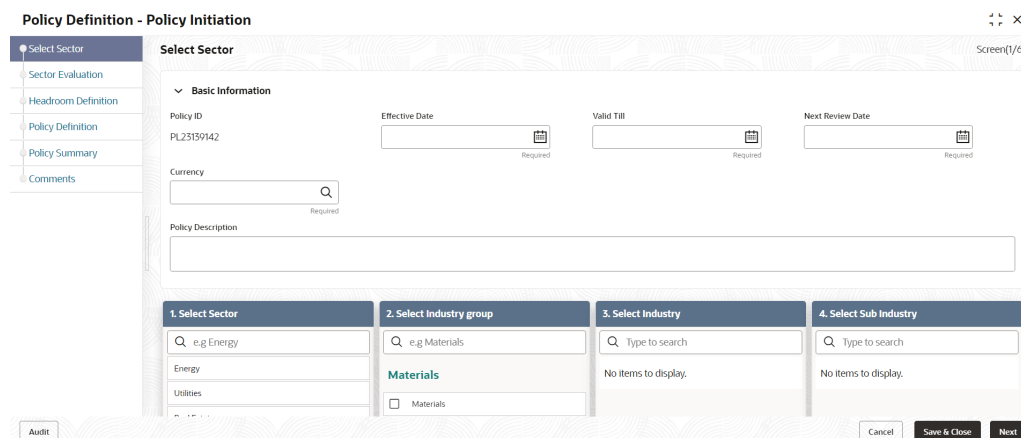 Policy Definition - Policy Initiation
Select Sector
Sector Evaluation
Headroom Definition
Policy Definition
Policy Summary
Comments
Select Sector
Screen(1/6
Basic Information
Policy ID
Effective Date
Valid Till
Next Review Date
PL23139142
Required
Required
Required
Currency
Required
Policy Description
1. Select Sector
2. Select Industry group
3. Select Industry
4. Select Sub Industry
e.g Energy
e.g Materials
Type to search
Type to search
Energy
Materials
No items to display.
No items to display.
Utilities
Materials
Audit
Cancel
Save & Close
Next